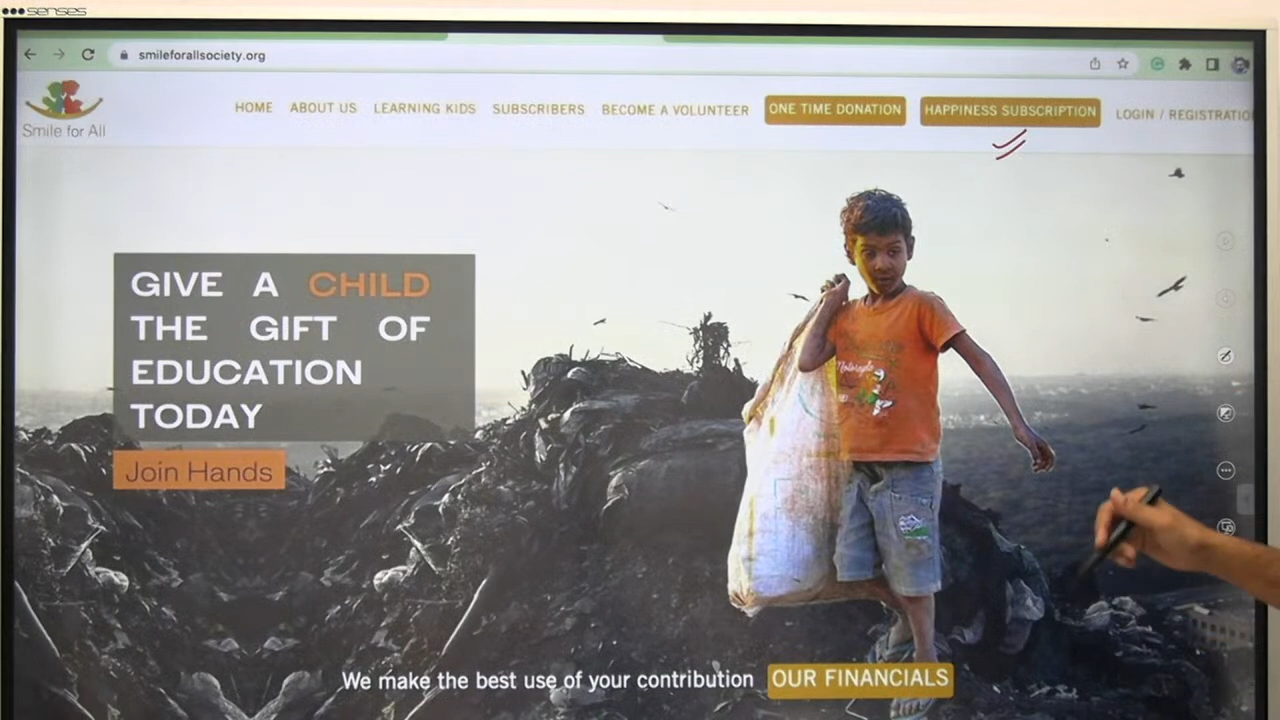 senses
smileforallsociety.org
Smile for All
HOME ABOUT US LEARNING KIDS SUBSCRIBERS BECOME A VOLUNTEER ONE TIME DONATION HAPPINESS SUBSCRIPTION LOGIN / REGISTRATIO
GIVE A CHILD
THE GIFT OF
EDUCATION
TODAY
Join Hands
We make the best use of your contribution OUR FINANCIALS